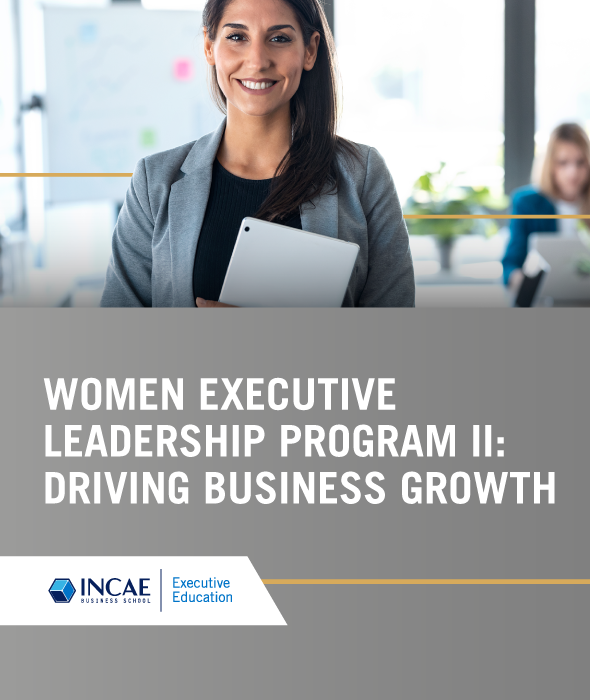 WOMEN EXECUTIVE
LEADERSHIP PROGRAM II:
DRIVING BUSINESS GROWTH
INCAE
BUSINESS SCHOOL
Executive
Education